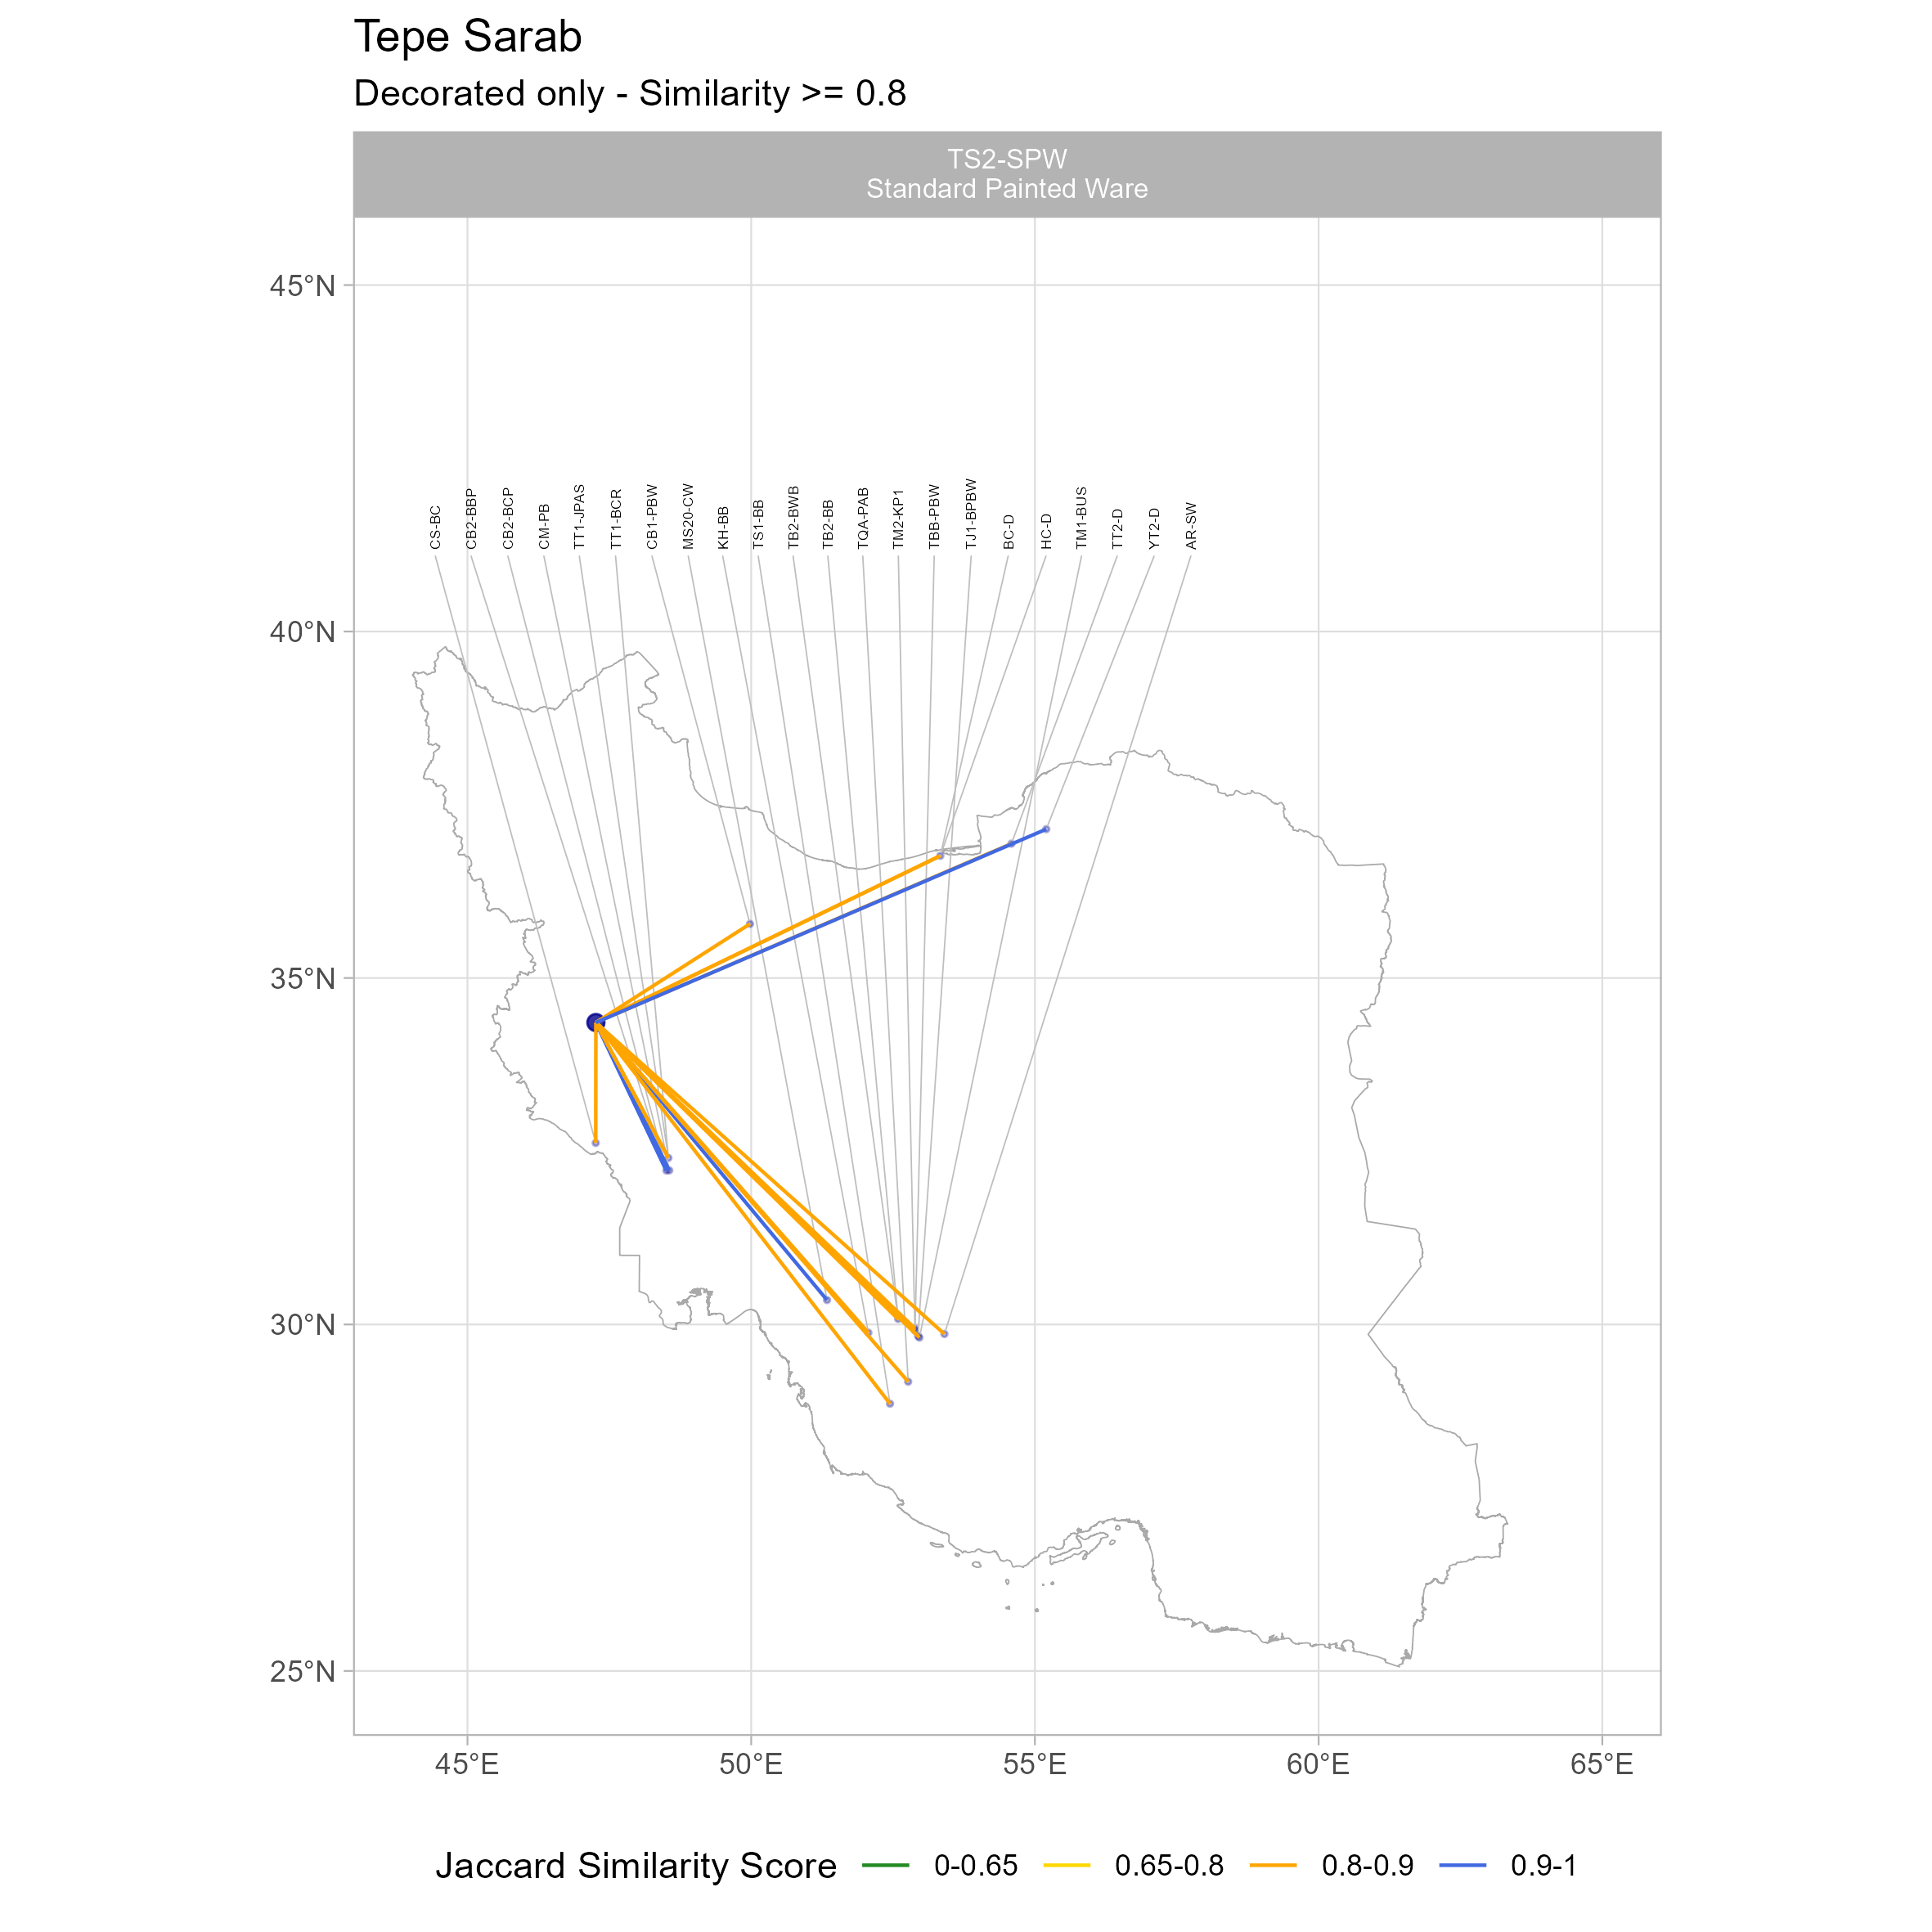 Tepe Sarab
Decorated only - Similarity >= 0.8
TS2-SPW
Standard Painted Ware
45°N
40°N
35°N
30°N
25°N
CS-BC
CB2-BBP
CB2-BCP
CM-PB
TT1-JPAS
TT1-BCR
CB1-PBW
MS20-CW
KH-BB
TS1-BB
TB2-BWB
TB2-BB
TQA-PAB
TM2-KP1
TBB-PBW
TJ1-BPBW
BC-D
HC-D
TM1-BUS
TT2-D
YT2-D
AR-SW
45°E 50°E 55°E 60°E 65°E
Jaccard Similarity Score 0-0.65 0.65-0.8 0.8-0.9 0.9-1